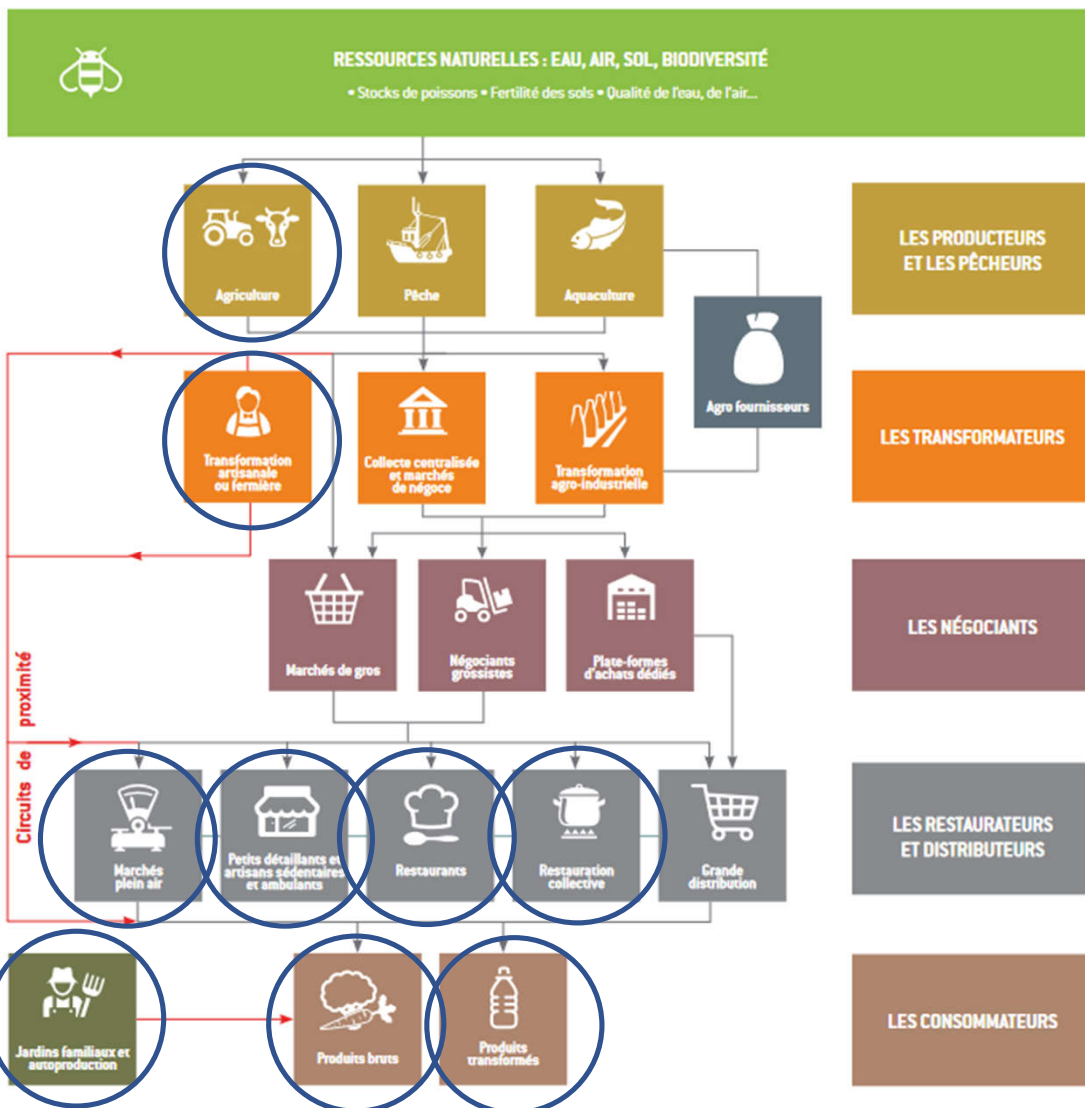 RESSOURCES NATURELLES : EAU, AIR, SOL, BIODIVERSITÉ
• Stocks de poissons • Fertilité des sols • Qualité de l'eau, de l'air...
Agriculture
Pêche
Aquaculture
LES PRODUCTEURS
ET LES PÊCHEURS
Agro fournisseurs
Transformation
artisanale
ou fermière
Collecte centralisée
et marchés
de négoce
Transformation
agro-industrielle
LES TRANSFORMATEURS
Marchés de gros
Négociants
grossistes
Plate-formes
d'achats dédiés
LES NÉGOCIANTS
Circuits de proximité
Marchés
plein air
Petits détaillants et
artisans sédentaires
et ambulants
Restaurants
Restauration
collective
Grande
distribution
LES RESTAURATEURS
ET DISTRIBUTEURS
Jardins familiaux et
autoproduction
Produits bruts
Produits
transformés
LES CONSOMMATEURS